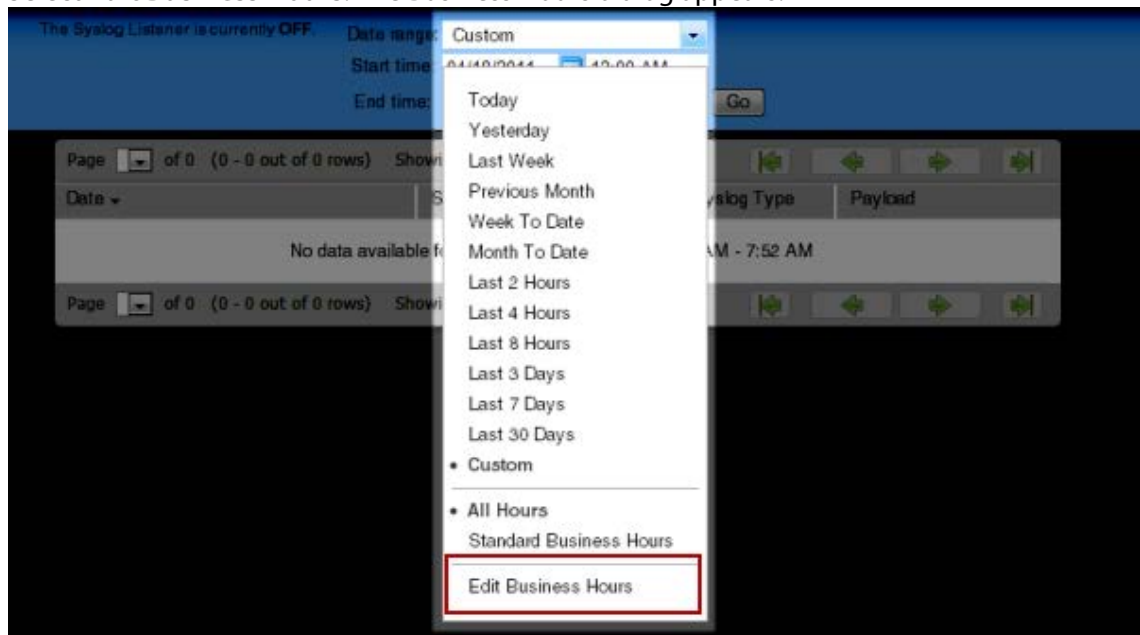 The Syslog Listener is currently OFF.
Date range: Custom
Start time: 12:00 AM
End time: Go
Page of 0 (0 - 0 out of 0 rows)
Date
Syslog Type Payload
No data available
AM - 7:52 AM
Page of 0 (0 - 0 out of 0 rows)
Today
Yesterday
Last Week
Previous Month
Week To Date
Month To Date
Last 2 Hours
Last 4 Hours
Last 8 Hours
Last 3 Days
Last 7 Days
Last 30 Days
• Custom
• All Hours
Standard Business Hours
Edit Business Hours